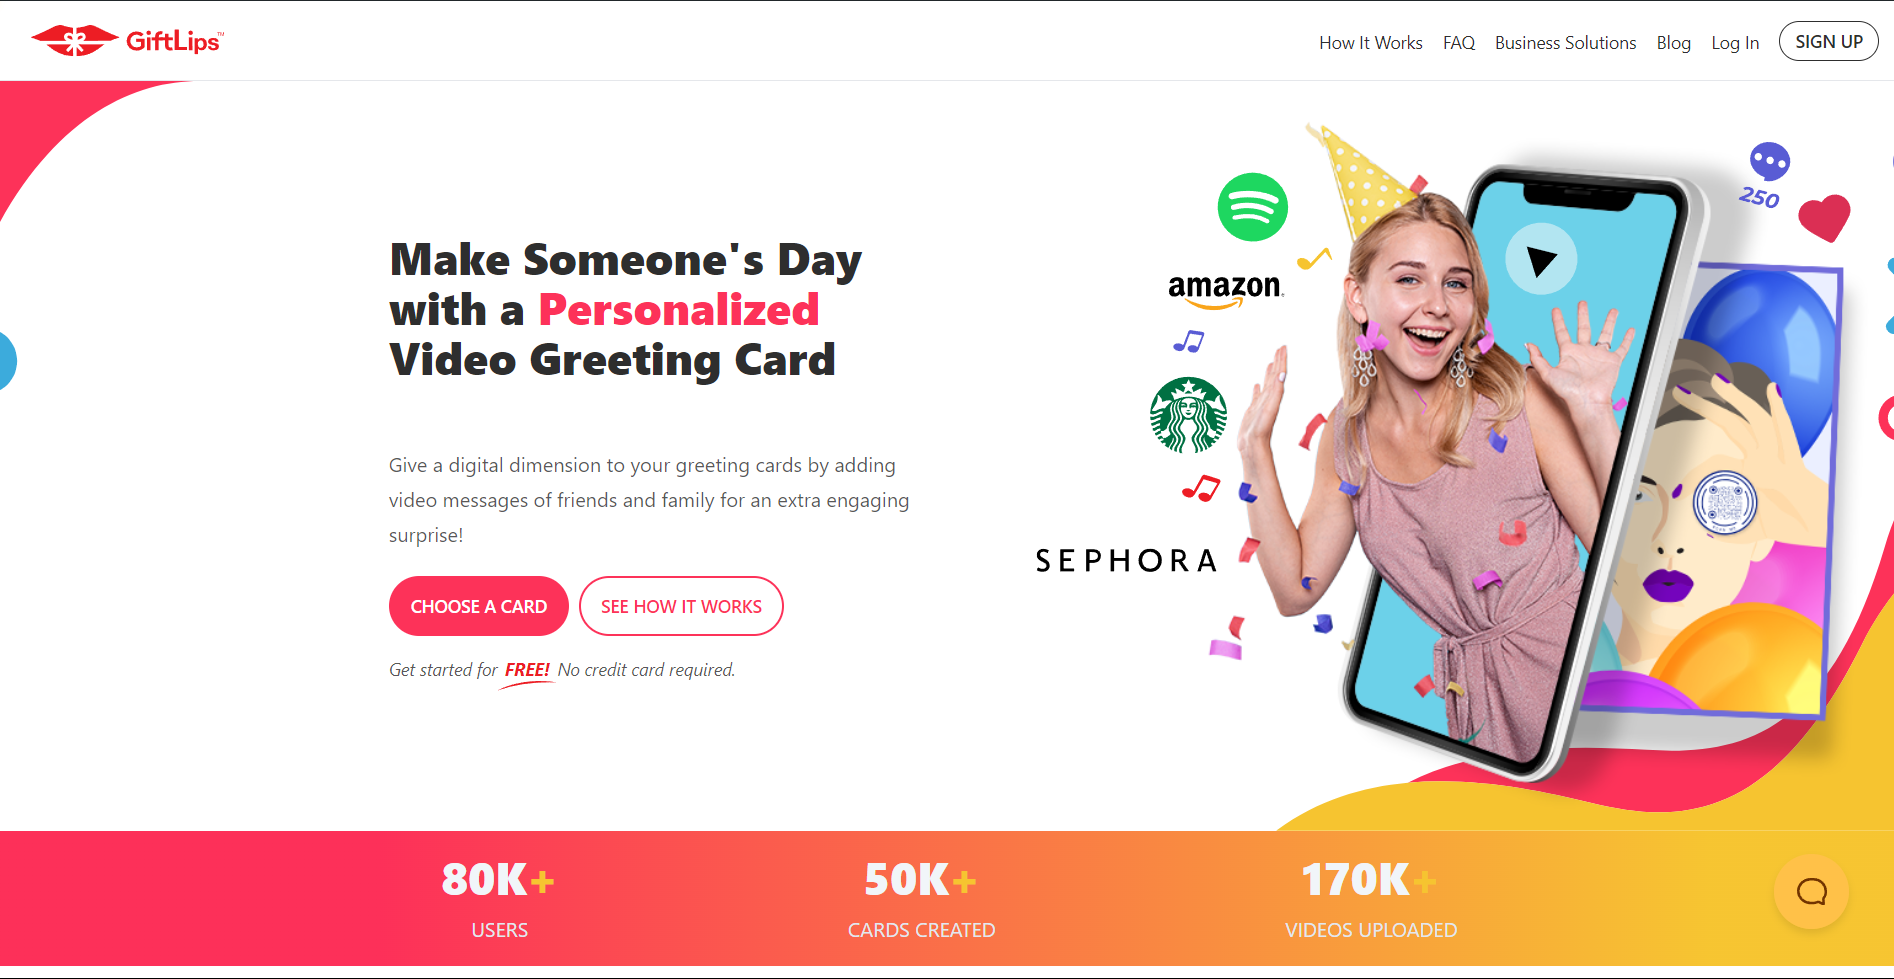 GiftLips™
How It Works
FAQ
Business Solutions
Blog
Log In
SIGN UP
Make Someone's Day
with a Personalized
Video Greeting Card
Give a digital dimension to your greeting cards by adding
video messages of friends and family for an extra engaging
surprise!
CHOOSE A CARD
SEE HOW IT WORKS
Get started for FREE! No credit card required.
amazon
SEPHORA
250
80K+
USERS
50K+
CARDS CREATED
170K+
VIDEOS UPLOADED